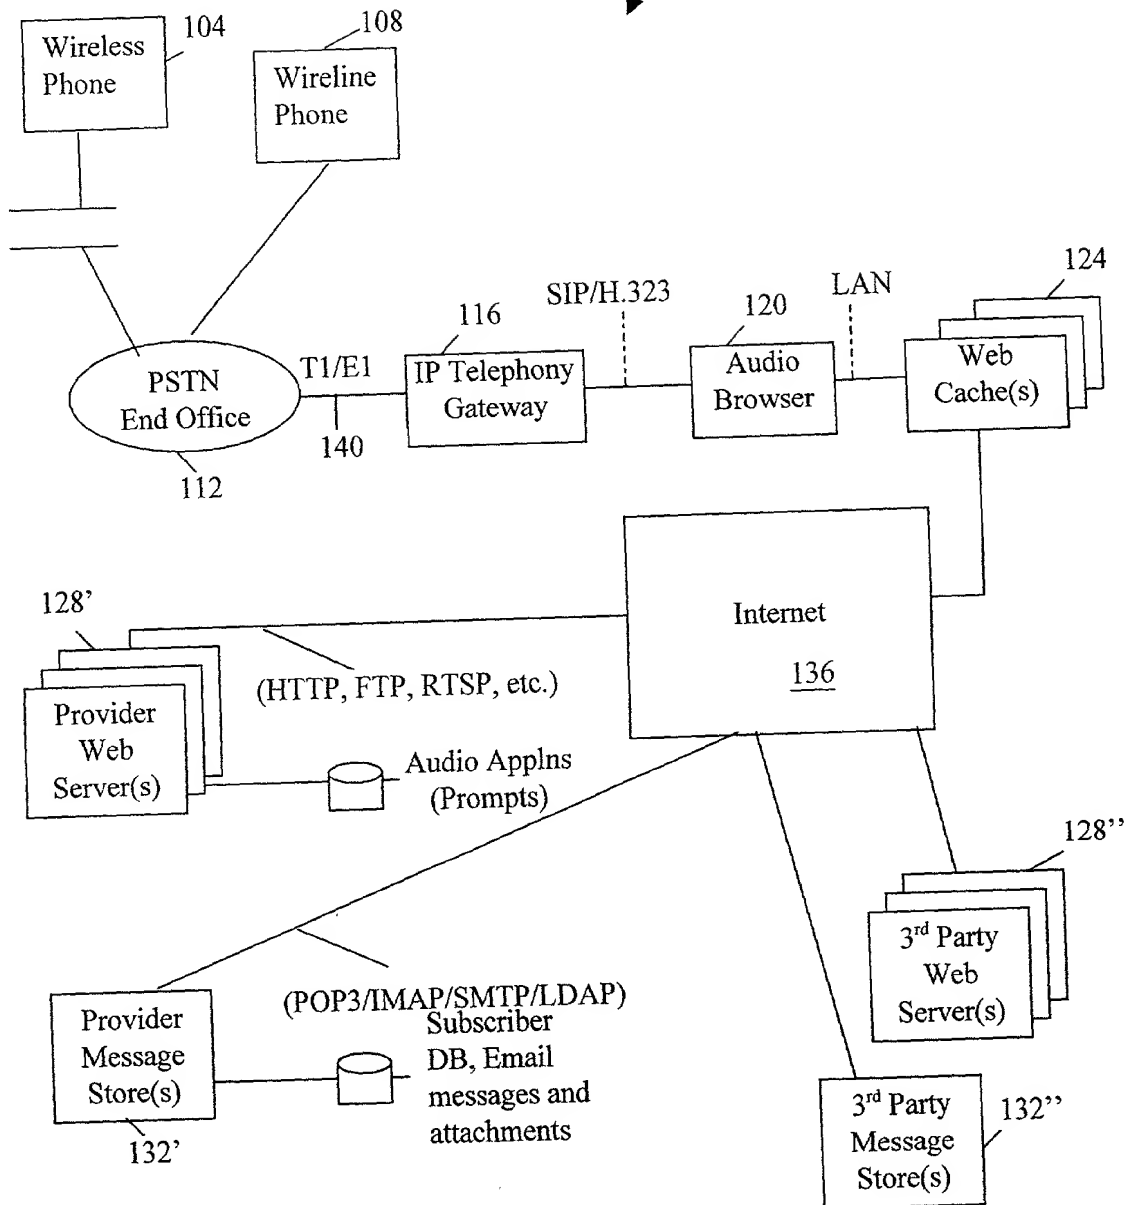 104
Wireless
Phone
108
Wireline
Phone
124
SIP/H.323
LAN
116
120
T1/E1
IP Telephony
Gateway
Audio
Browser
Web
Cache(s)
PSTN
End Office
140
112
128’
Internet
136
(HTTP, FTP, RTSP, etc.)
Provider
Web
Server(s)
Audio Applns
(Prompts)
128’’
3rd Party
Web
Server(s)
(POP3/IMAP/SMTP/LDAP)
Provider
Message
Store(s)
Subscriber
DB, Email
messages and
attachments
132’
3rd Party
Message
Store(s)
132’’